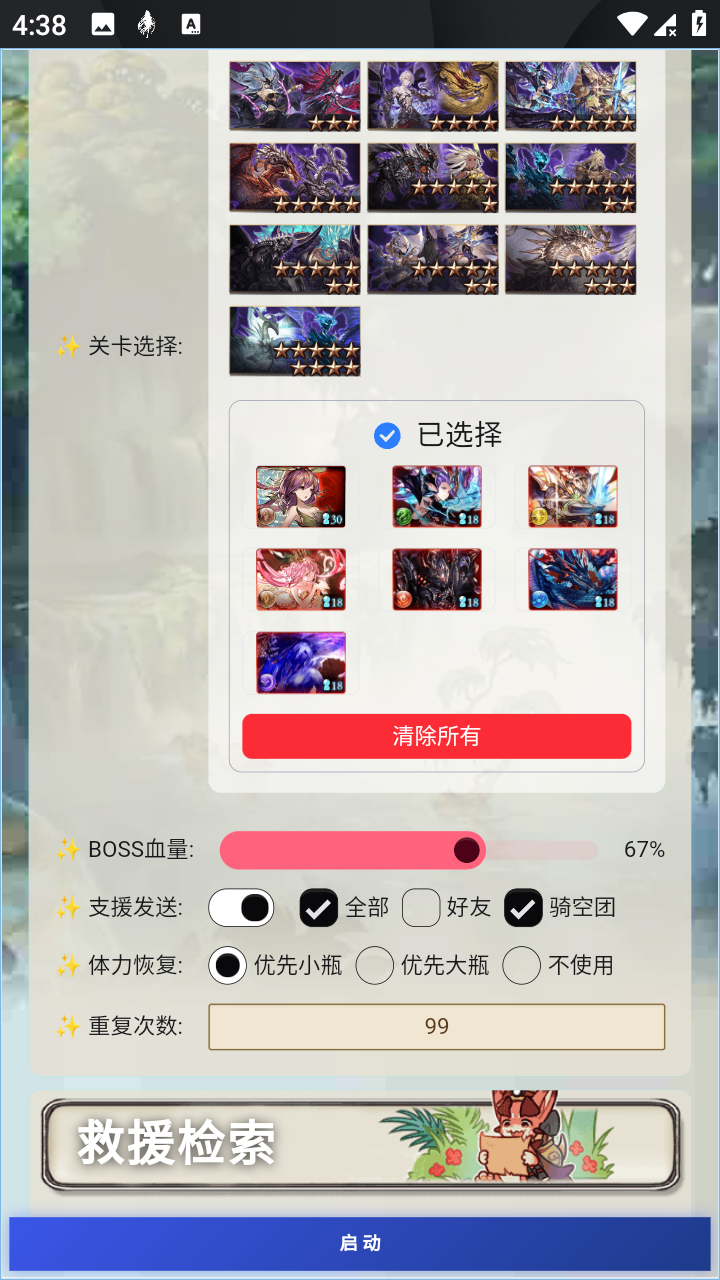 4:38
A
✨ 关卡选择:
已选择
30
18
18
18
18
18
18
清除所有
✨ BOSS血量: 67%
✨ 支援发送: 全部 好友 骑空团
✨ 体力恢复: 优先小瓶 优先大瓶 不使用
✨ 重复次数: 99
救援检索
启动